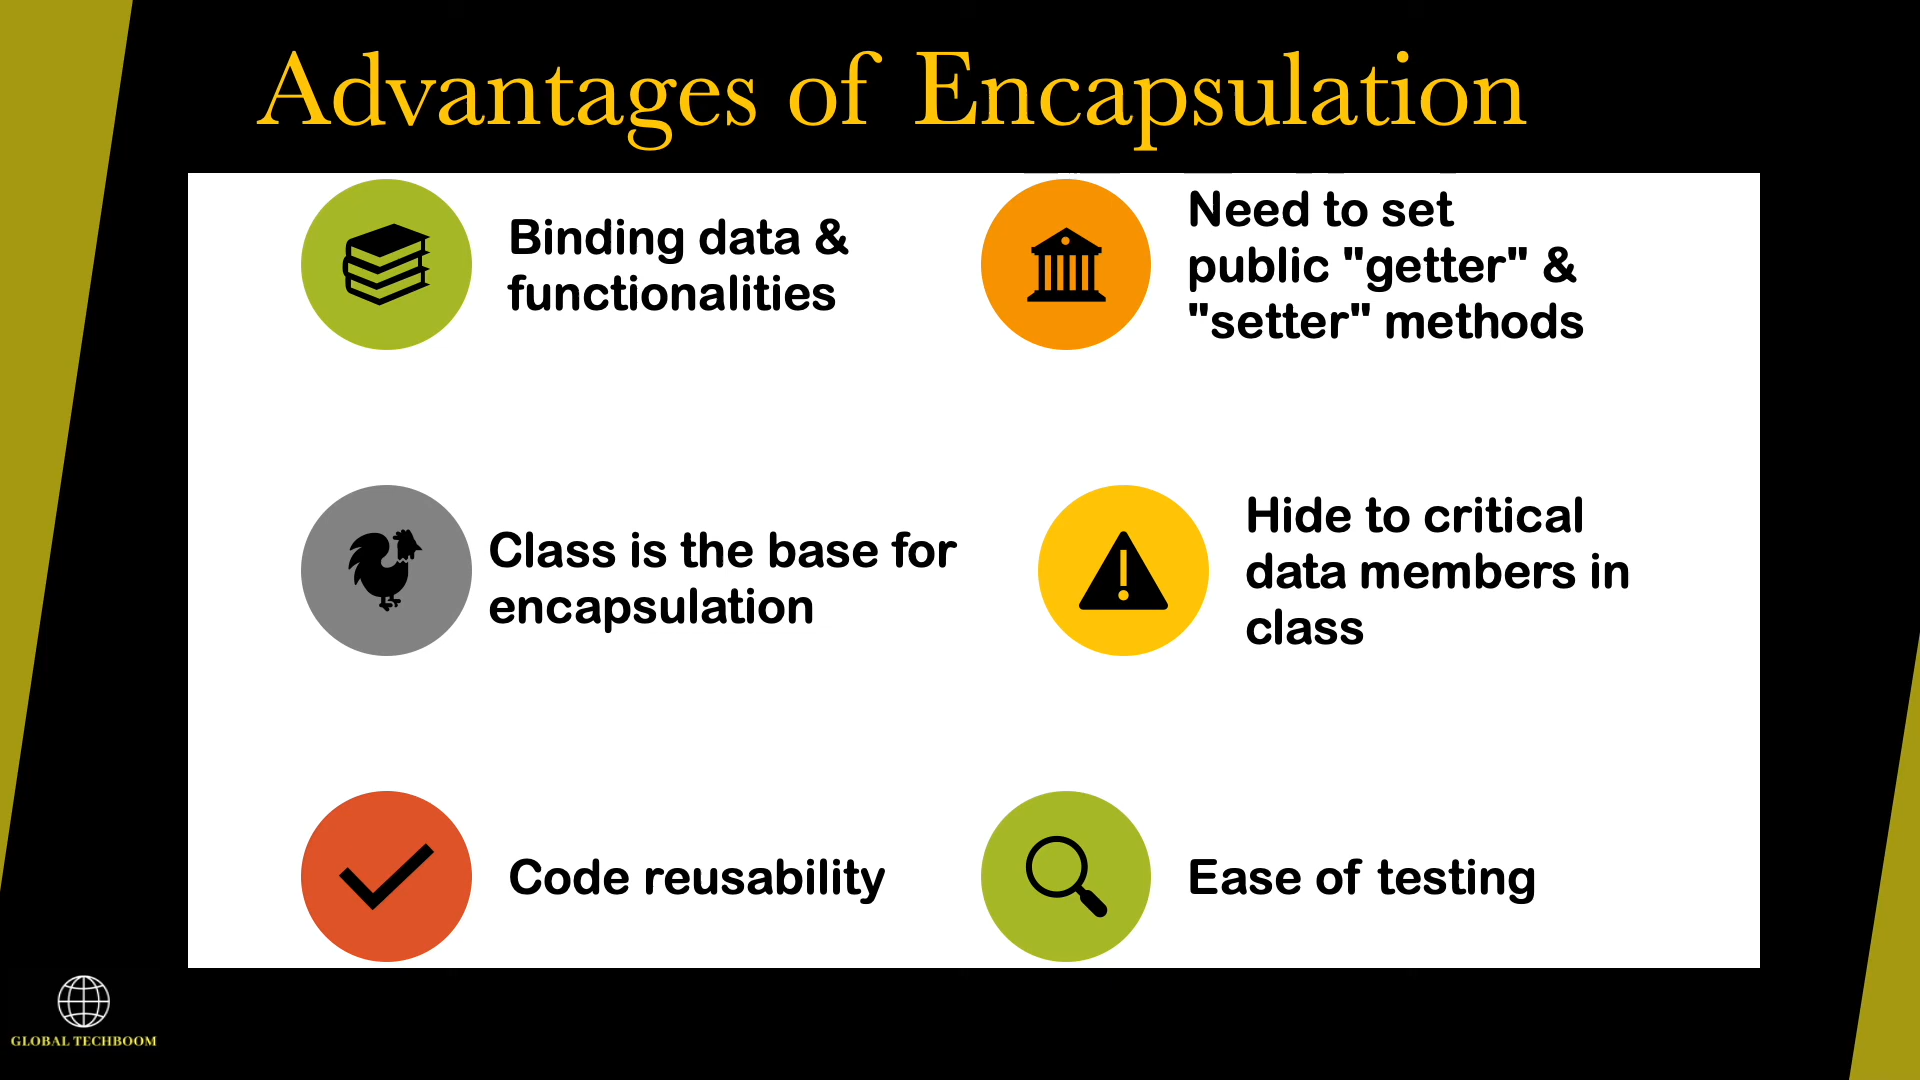 Advantages of Encapsulation
Binding data &
functionalities
Need to set
public "getter" &
"setter" methods
Class is the base for
encapsulation
Hide to critical
data members in
class
Code reusability
Ease of testing
GLOBAL TECHBOOM